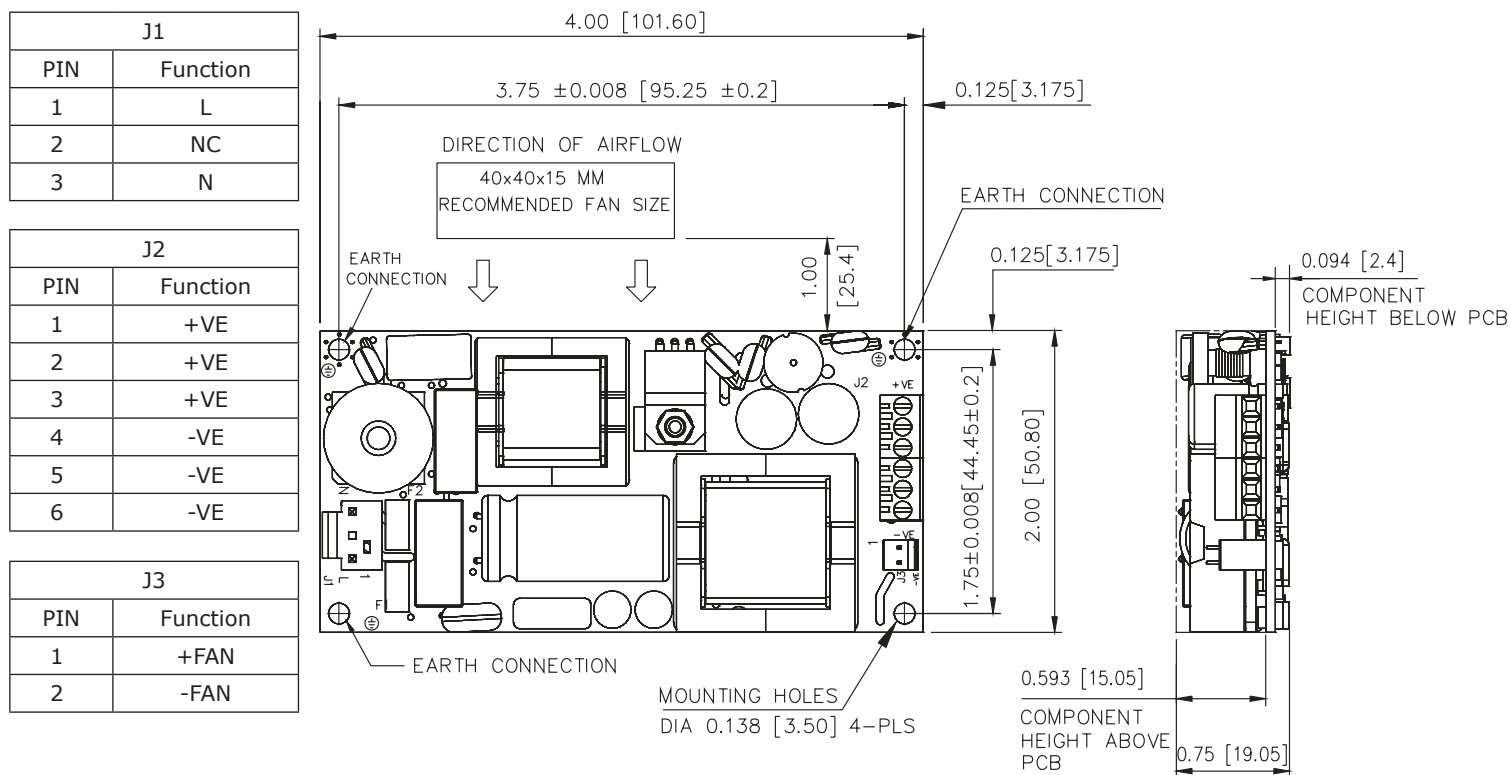 J1
PIN Function
1 L
2 NC
3 N
J2
PIN Function
1 +VE
2 +VE
3 +VE
4 -VE
5 -VE
6 -VE
J3
PIN Function
1 +FAN
2 -FAN
4.00 [101.60]
3.75 ±0.008 [95.25 ±0.2]
0.125[3.175]
DIRECTION OF AIRFLOW
40x40x15 MM
RECOMMENDED FAN SIZE
EARTH CONNECTION
EARTH
CONNECTION
1.00
[25.4]
0.125[3.175]
0.094 [2.4]
COMPONENT
HEIGHT BELOW PCB
J2
+VE
N
F2
1.75±0.008[44.45±0.2]
2.00 [50.80]
1
-VE
J3
-VE
J1
L
1
F
EARTH CONNECTION
MOUNTING HOLES
DIA 0.138 [3.50] 4-PLS
0.593 [15.05]
COMPONENT
HEIGHT ABOVE
PCB
0.75 [19.05]